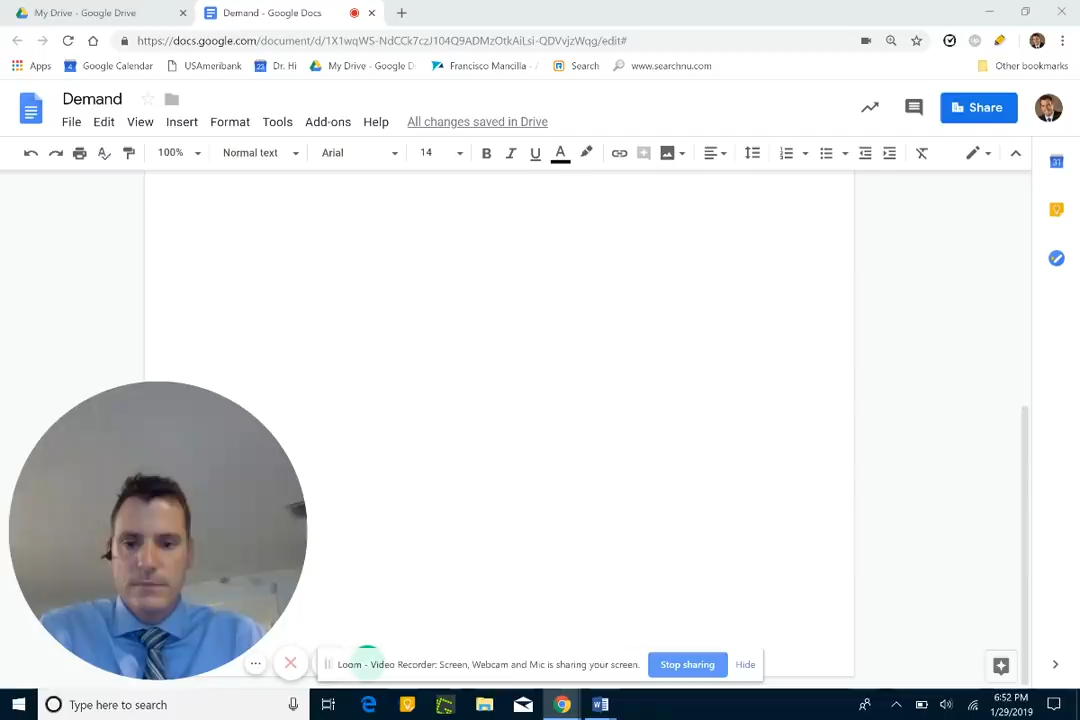 My Drive - Google Drive
Demand - Google Docs
https://docs.google.com/document/d/1X1wqWS-NdCCk7czJ104Q9ADMzOtkAiLsi-QDVvjzWqg/edit#
Apps
Google Calendar
USAmeribank
Dr. Hi
My Drive - Google D
Francisco Mancilla - /
Search
www.searchnu.com
Other bookmarks
Demand
File Edit View Insert Format Tools Add-ons Help All changes saved in Drive
Share
100% Normal text Arial 14 B I U A
31
Loom - Video Recorder: Screen, Webcam and Mic is sharing your screen. Stop sharing Hide
Type here to search
6:52 PM
1/29/2019